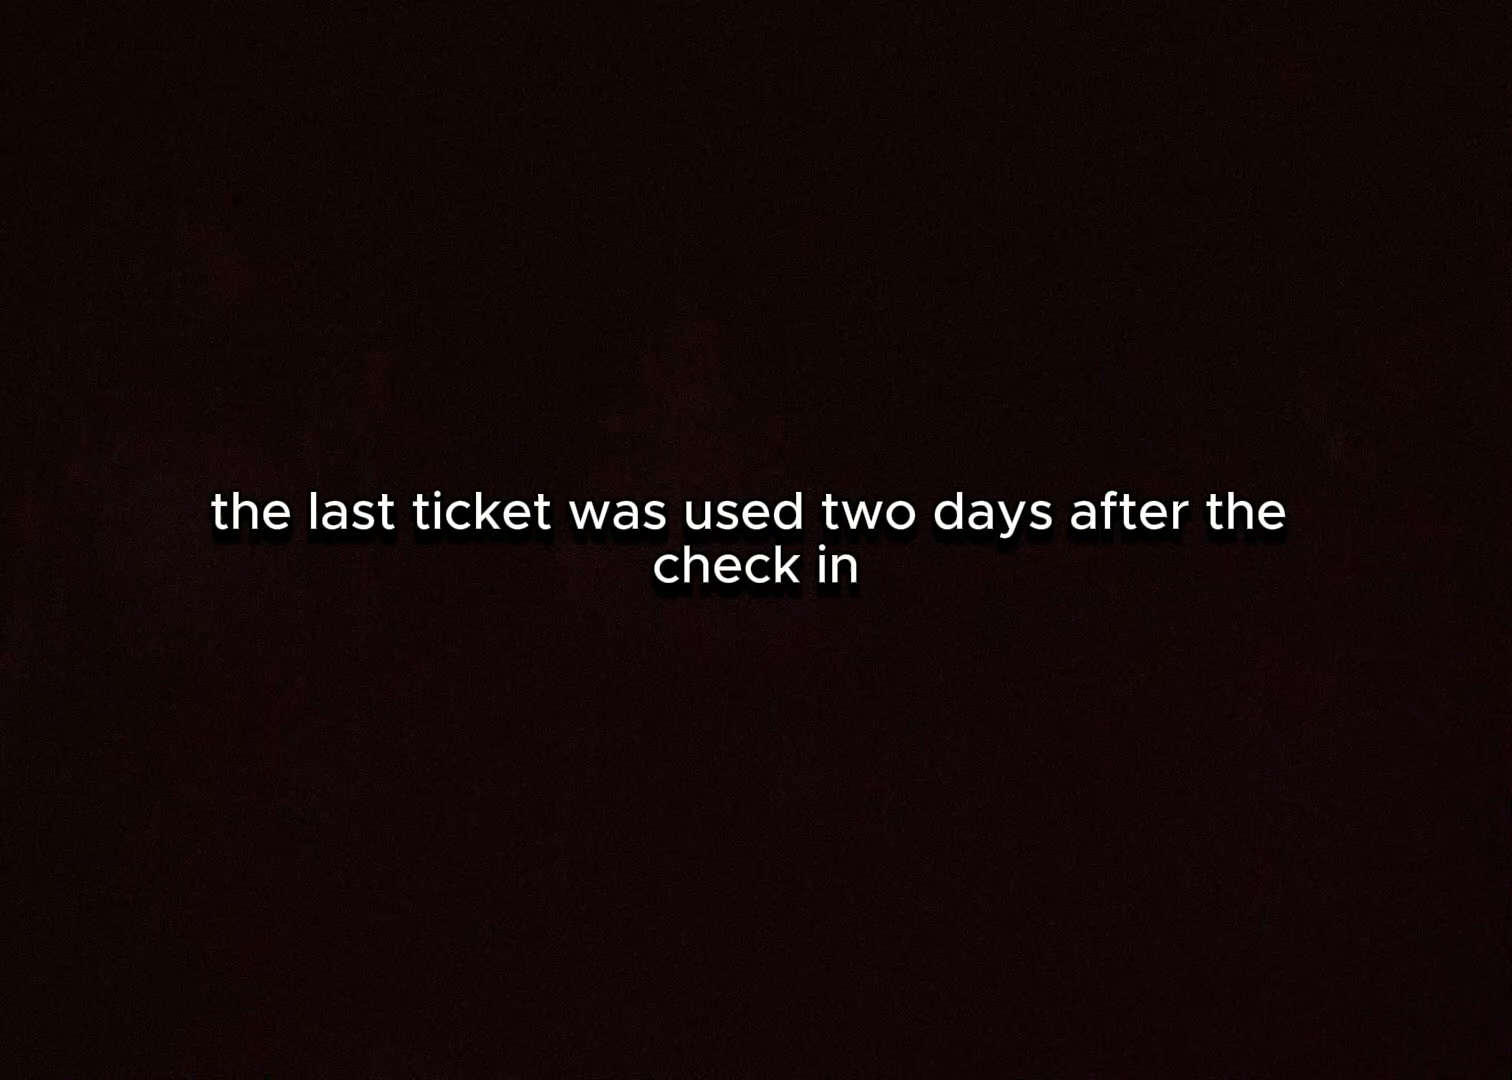 the last ticket was used two days after the
check in